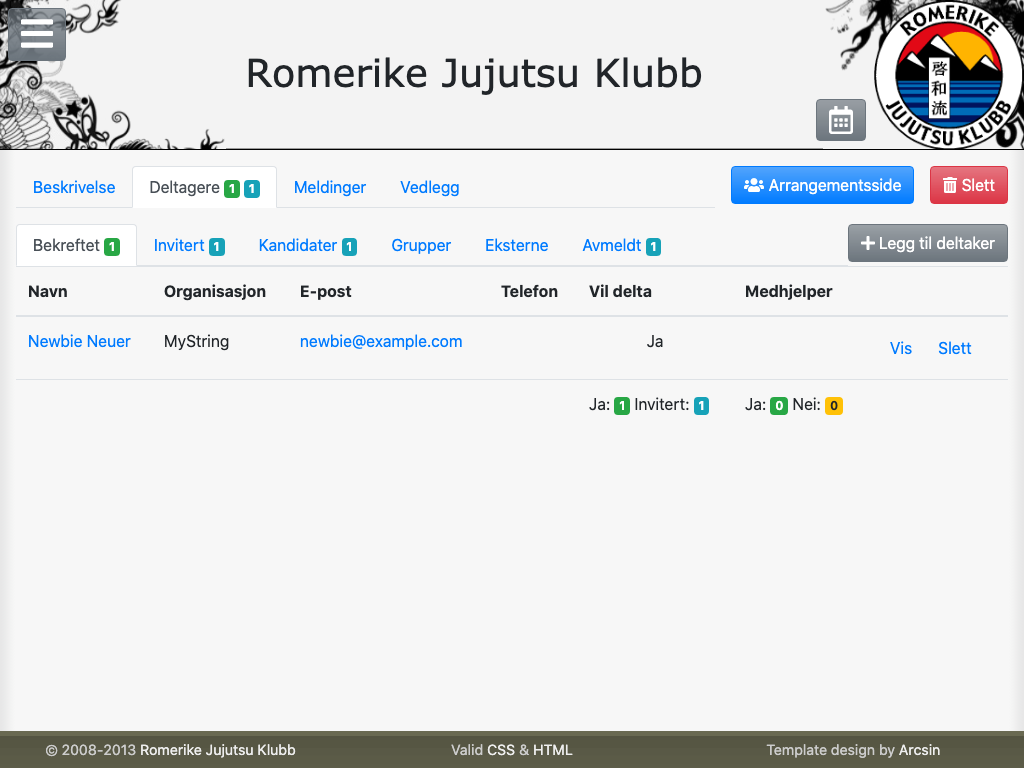 Romerike Jujutsu Klubb
ROMERIKE
啓和流
JUJUTSU KLUBB
Beskrivelse Deltagere 1 1 Meldinger Vedlegg Arrangementsside Slett
Bekreftet 1 Invitert 1 Kandidater 1 Grupper Eksterne Avmeldt 1 Legg til deltaker
Navn Organisasjon E-post Telefon Vil delta Medhjelper
Newbie Neuer MyString newbie@example.com Ja Vis Slett
Ja: 1 Invitert: 1 Ja: 0 Nei: 0
© 2008-2013 Romerike Jujutsu Klubb Valid CSS & HTML Template design by Arcsin